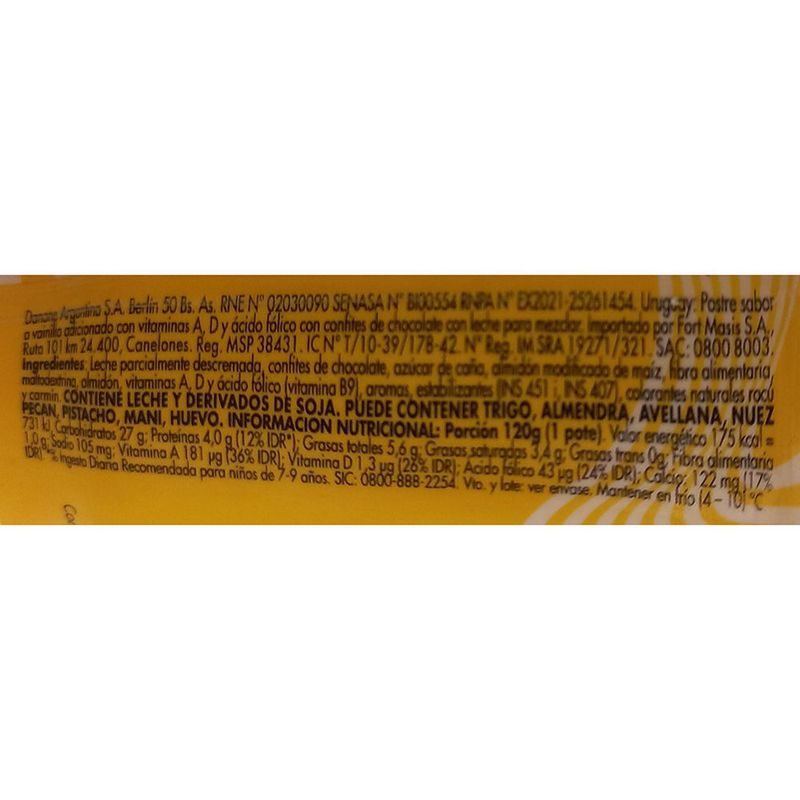 Danone Argentina S.A. Berlín 50 Bs. As. RNE N° 02030090 SENASA N° BI00554 RNPA N° EX2021-25261454. Uruguay: Postre sabor
a vainilla adicionado con vitaminas A, D y ácido fólico con confites de chocolate con leche para mezclar. Importado por Fort Masis S.A.,
Ruta 101 km 24.400, Canelones. Reg. MSP 38431. IC N° T/10-39/178-42. N° Reg. IM SRA 19271/321. SAC: 0800 8003.
Ingredientes: Leche parcialmente descremada, confites de chocolate, azúcar de caña, almidón modificado de maíz, fibra alimentaria,
maltodextrina, almidón, vitaminas A, D y ácido fólico (vitamina B9), aromas, estabilizantes (INS 451 i, INS 407), colorantes naturales rocú
y carmín. CONTIENE LECHE Y DERIVADOS DE SOJA. PUEDE CONTENER TRIGO, ALMENDRA, AVELLANA, NUEZ
PECAN, PISTACHO, MANI, HUEVO. INFORMACION NUTRICIONAL: Porción 120g (1 pote). Valor energético 175 kcal =
731 kJ; Carbohidratos 27 g; Proteínas 4,0 g (12% IDR*); Grasas totales 5,6 g; Grasas saturadas 3,4 g; Grasas trans 0g; Fibra alimentaria
1,0 g; Sodio 105 mg; Vitamina A 181 µg (36% IDR); Vitamina D 1,3 µg (26% IDR); Acido fólico 43 µg (24% IDR); Calcio, 122 mg (17%
IDR). *% Ingesta Diaria Recomendada para niños de 7-9 años. SIC: 0800-888-2254. Vto. y lote: ver envase. Mantener en frío (4 – 10) °C